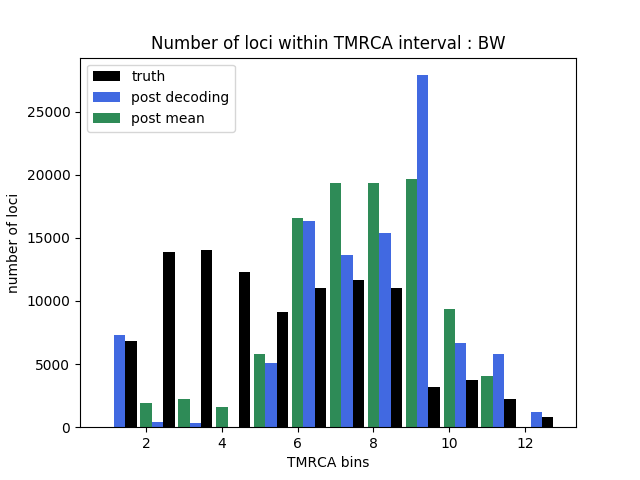 Number of loci within TMRCA interval : BW
truth
post decoding
post mean
number of loci
25000
20000
15000
10000
5000
0
2 4 6 8 10 12
TMRCA bins